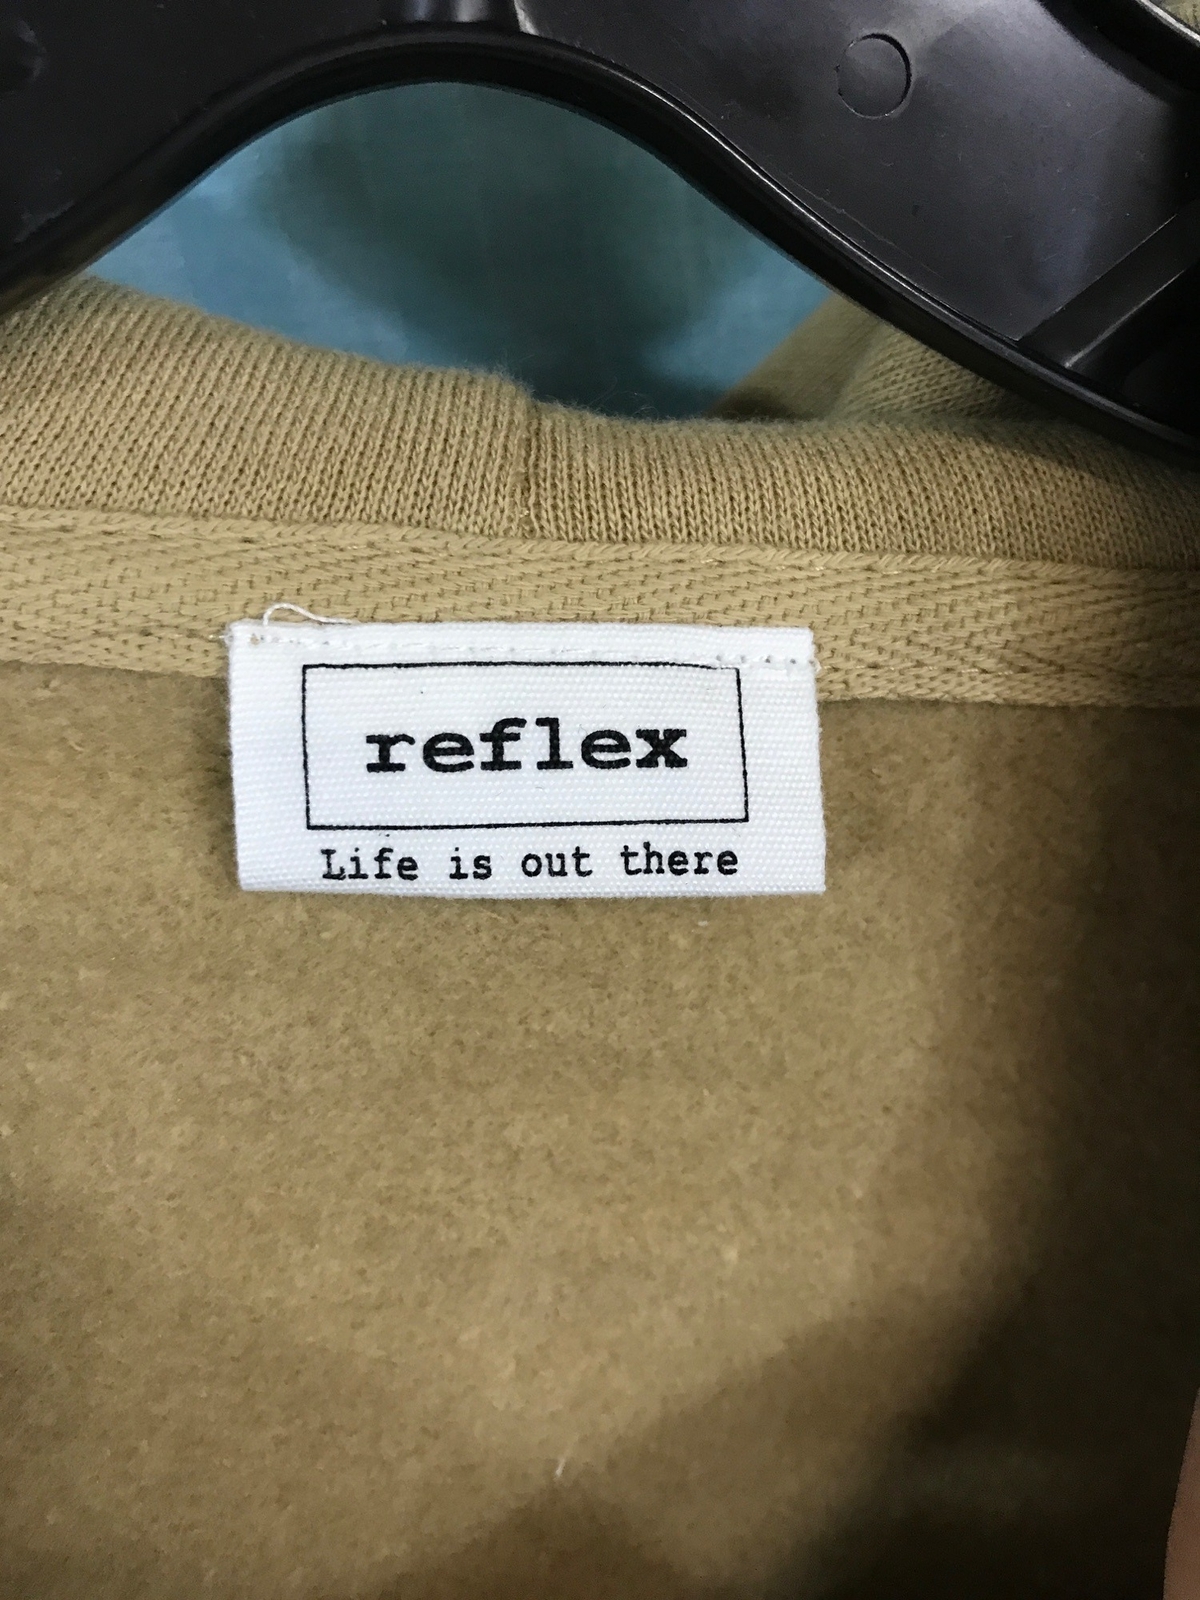 reflex
Life is out there